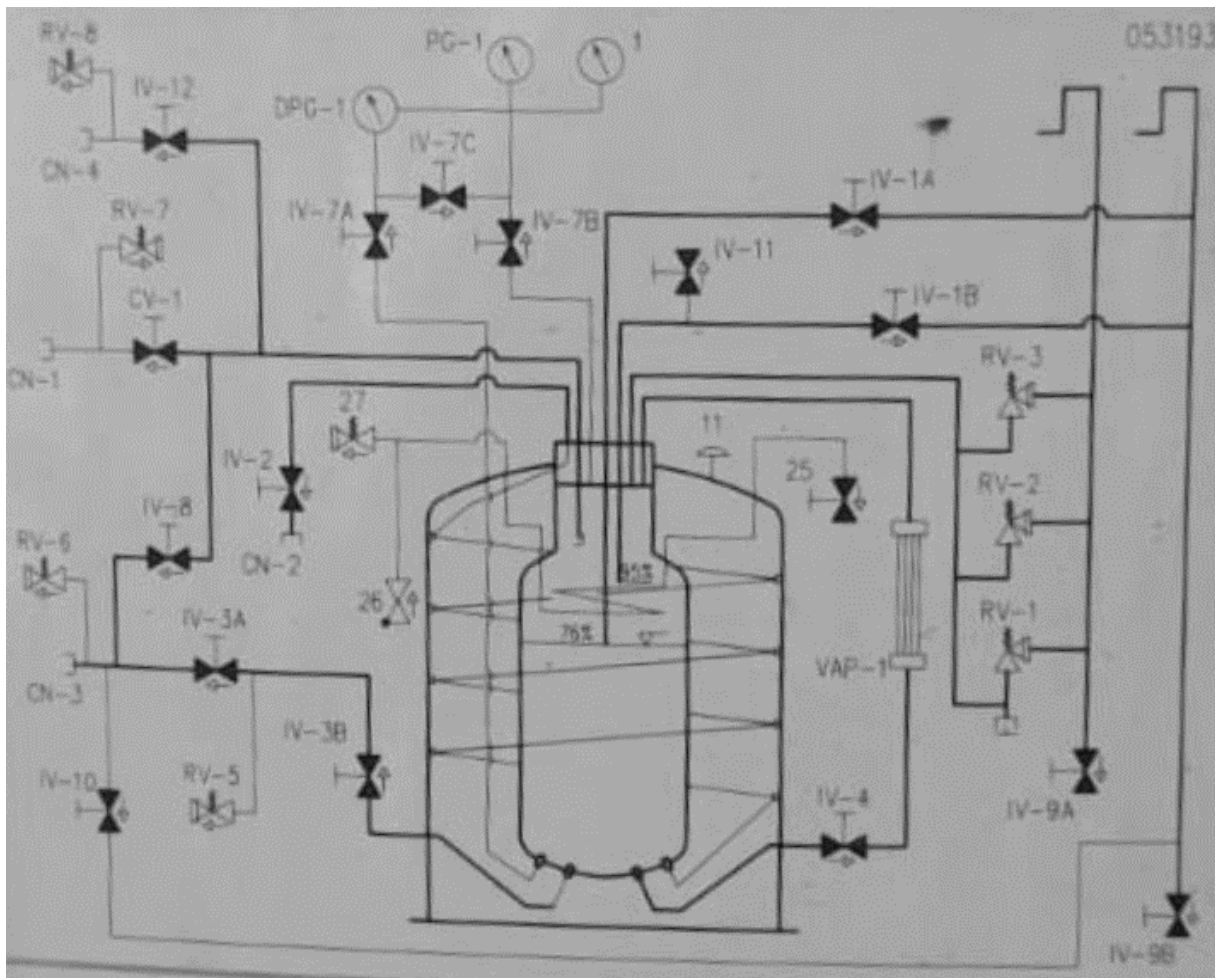 RV-8
PG-1
1
053193
IV-12
DPG-1
IV-7C
CN-4
IV-1A
RV-7
IV-7A
IV-7B
IV-11
CV-1
IV-1B
CN-1
RV-3
27
11
IV-2
25
RV-2
IV-8
RV-6
CN-2
95%
26
IV-3A
76%
RV-1
VAP-1
CN-3
IV-3B
IV-10
RV-5
IV-4
IV-9A
IV-9B